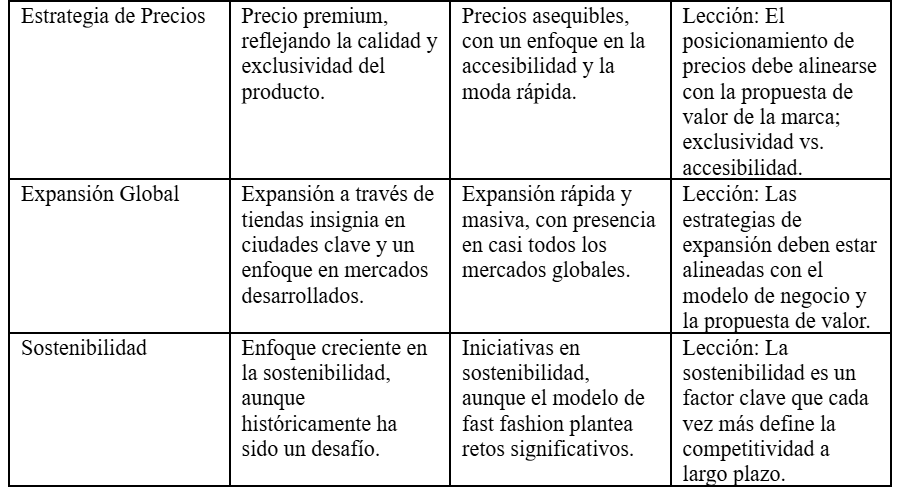 Estrategia de Precios
Precio premium,
reflejando la calidad y
exclusividad del
producto.
Precios asequibles,
con un enfoque en la
accesibilidad y la
moda rápida.
Lección: El
posicionamiento de
precios debe alinearse
con la propuesta de
valor de la marca;
exclusividad vs.
accesibilidad.
Expansión Global
Expansión a través de
tiendas insignia en
ciudades clave y un
enfoque en mercados
desarrollados.
Expansión rápida y
masiva, con presencia
en casi todos los
mercados globales.
Lección: Las
estrategias de
expansión deben estar
alineadas con el
modelo de negocio y
la propuesta de valor.
Sostenibilidad
Enfoque creciente en
la sostenibilidad,
aunque
históricamente ha
sido un desafío.
Iniciativas en
sostenibilidad,
aunque el modelo de
fast fashion plantea
retos significativos.
Lección: La
sostenibilidad es un
factor clave que cada
vez más define la
competitividad a
largo plazo.